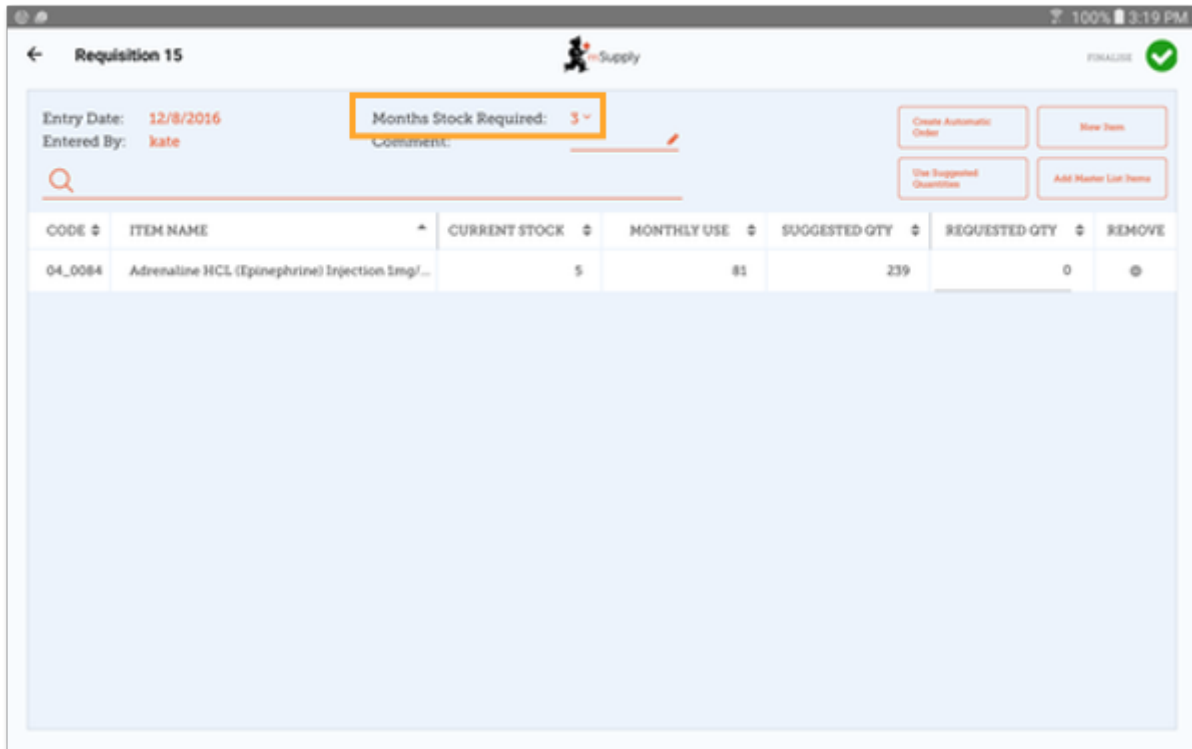 100% 3:19 PM
Requisition 15
mSupply
FINALISE
Entry Date: 12/8/2016
Months Stock Required: 3
Entered By: kate
Comment:
Create Automatic
Order
New Item
Use Suggested
Quantities
Add Master List Items
CODE ITEM NAME CURRENT STOCK MONTHLY USE SUGGESTED QTY REQUESTED QTY REMOVE
04_0084 Adrenaline HCL (Epinephrine) Injection 1mg/... 5 81 239 0